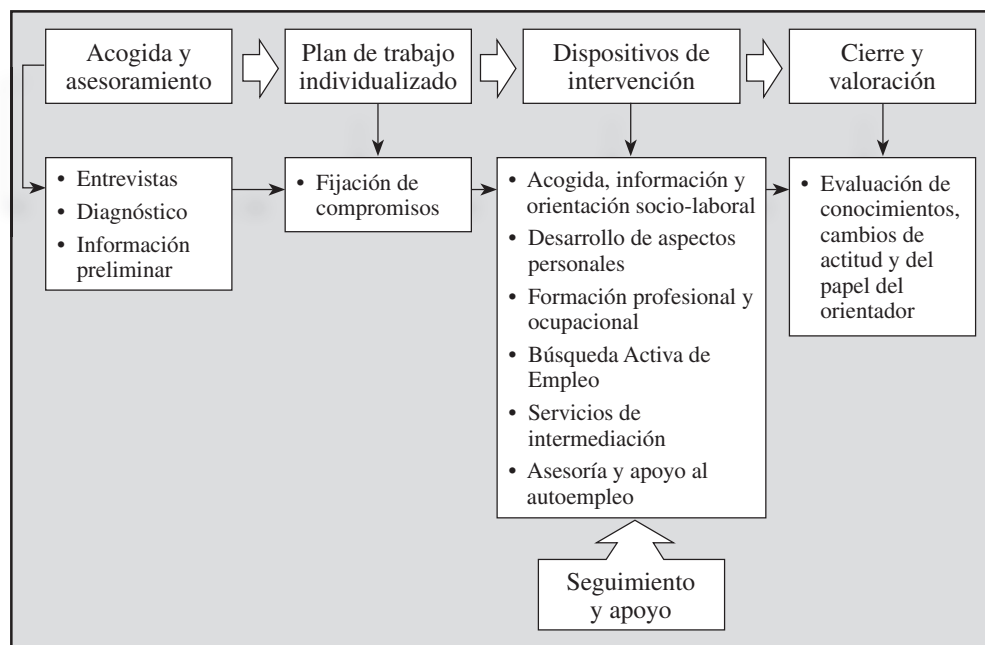 Acogida y
asesoramiento
Plan de trabajo
individualizado
Dispositivos de
intervención
Cierre y
valoración
• Entrevistas
• Diagnóstico
• Información
preliminar
• Fijación de
compromisos
• Acogida, información y
orientación socio-laboral
• Desarrollo de aspectos
personales
• Formación profesional y
ocupacional
• Búsqueda Activa de
Empleo
• Servicios de
intermediación
• Asesoría y apoyo al
autoempleo
• Evaluación de
conocimientos,
cambios de
actitud y del
papel del
orientador
Seguimiento
y apoyo